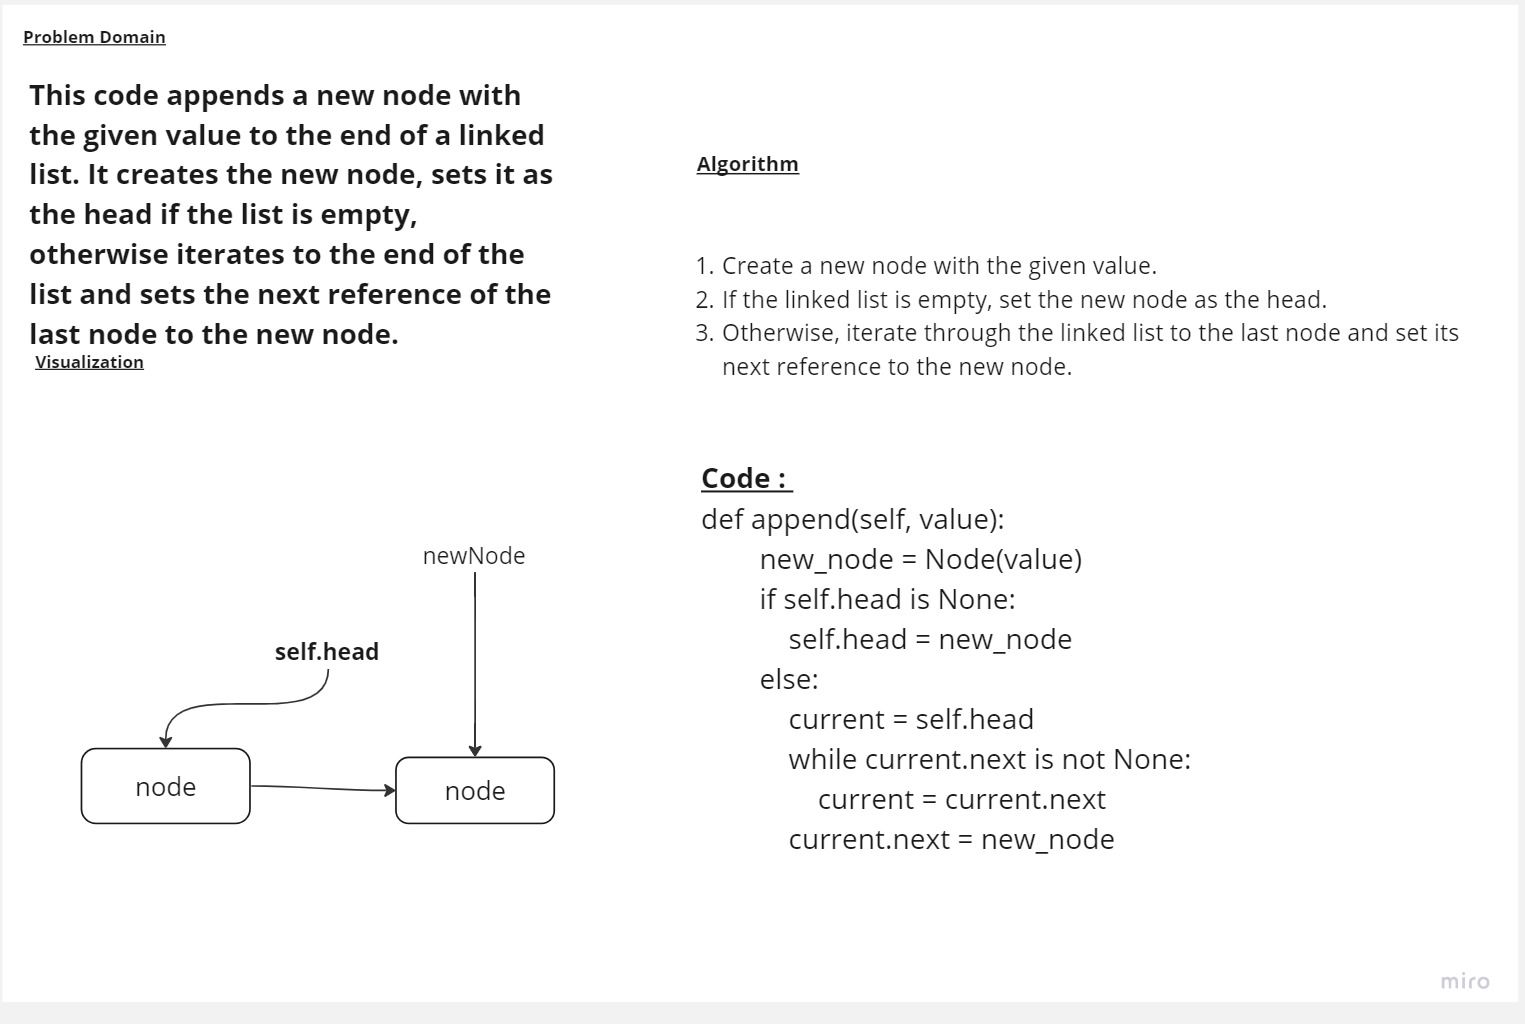 Problem Domain
This code appends a new node with
the given value to the end of a linked
list. It creates the new node, sets it as
the head if the list is empty,
otherwise iterates to the end of the
list and sets the next reference of the
last node to the new node.
Visualization
newNode
self.head
node
node
Algorithm
1. Create a new node with the given value.
2. If the linked list is empty, set the new node as the head.
3. Otherwise, iterate through the linked list to the last node and set its
next reference to the new node.
Code :
def append(self, value):
new_node = Node(value)
if self.head is None:
self.head = new_node
else:
current = self.head
while current.next is not None:
current = current.next
current.next = new_node
miro